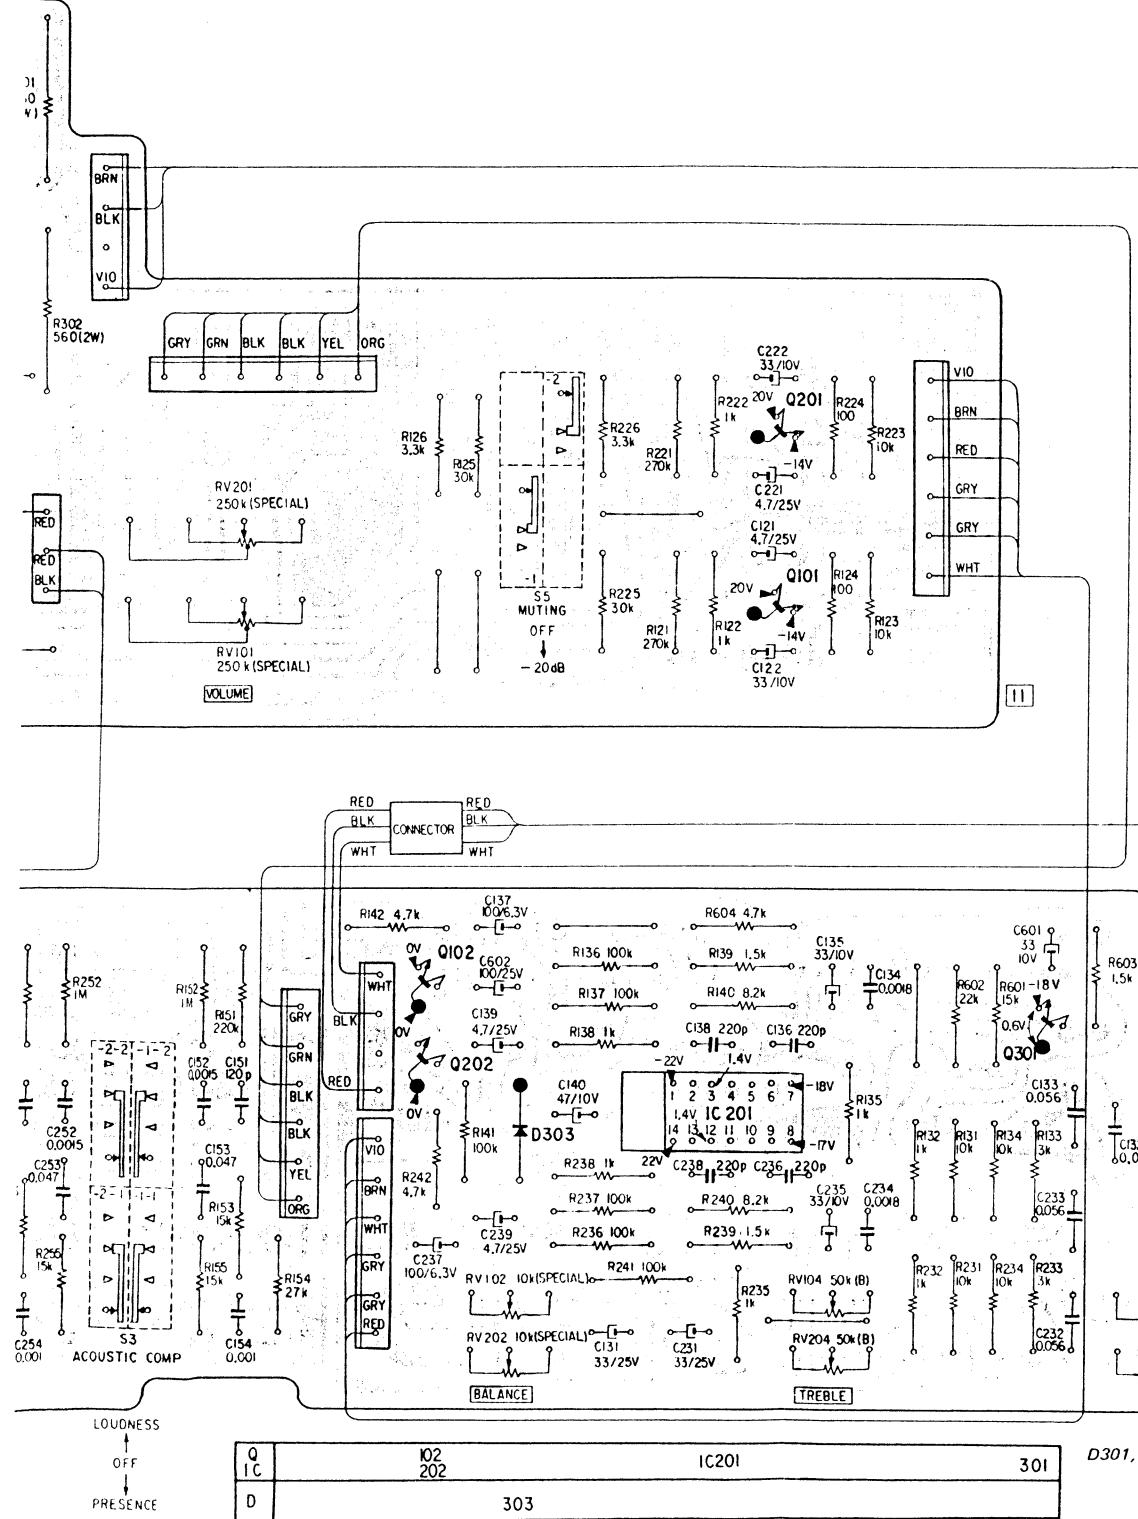 BRN
BLK
VIO
R302
560(2W)
GRY GRN BLK BLK YEL ORG
C222
33/10V
20V Q201
R222
1k
R224
100
R223
10k
-14V
C221
4.7/25V
R126
3.3k
R125
30k
-2
R226
3.3k
R221
270k
VIO
BRN
RED
GRY
GRY
WHT
RV201
250k(SPECIAL)
RED
RED
BLK
C121
4.7/25V
-1
S5
MUTING
OFF
-20dB
R225
30k
R121
270k
R122
1k
20V
Q101
R124
100
R123
10k
-14V
C122
33/10V
RV101
250k(SPECIAL)
VOLUME
11
RED
BLK
WHT
CONNECTOR
RED
BLK
WHT
R142 4.7k
C137
100/6.3V
R604 4.7k
C601
33
10V
0V
Q102
C602
100/25V
R136 100k
R139 1.5k
C135
33/10V
C134
0.0018
R603
1.5k
R252
1M
R152
1M
R151
220k
GRY
GRN
BLK
BLK
YEL
ORG
WHT
BLK
RED
0V
C139
4.7/25V
R137 100k
R140 8.2k
R602
22k
R601
15k
-18V
0.6V
Q301
R138 1k
C138 220p
C136 220p
Q202
0V
-22V
1.4V
-18V
1 2 3 4 5 6 7
1.4V
IC 201
14 13 12 11 10 9 8
-17V
22V
-2-2 -1-2
C152
0.0015
C151
120p
C140
47/10V
D303
R141
100k
R135
1k
C133
0.056
C252
0.0015
C253
0.047
C153
0.047
R132
1k
R131
10k
R134
10k
R133
3k
VIO
BRN
WHT
GRY
GRY
RED
R242
4.7k
R238 1k
C238 220p
C236 220p
-2-1 -1-1
R153
15k
R237 100k
R240 8.2k
C235
33/10V
C234
0.0018
C233
0.056
C239
4.7/25V
R236 100k
R239 1.5k
R255
15k
R155
15k
R154
27k
C237
100/6.3V
R241 100k
R235
1k
R232
1k
R231
10k
R234
10k
R233
3k
RV102 10k(SPECIAL)
RV104 50k(B)
C254
0.001
S3
ACOUSTIC COMP
C154
0.001
RV202 10k(SPECIAL)
C131
33/25V
C231
33/25V
RV204 50k(B)
C232
0.056
BALANCE
TREBLE
LOUDNESS
OFF
PRESENCE
Q
IC
102
202
IC201
301
D301,
D
303